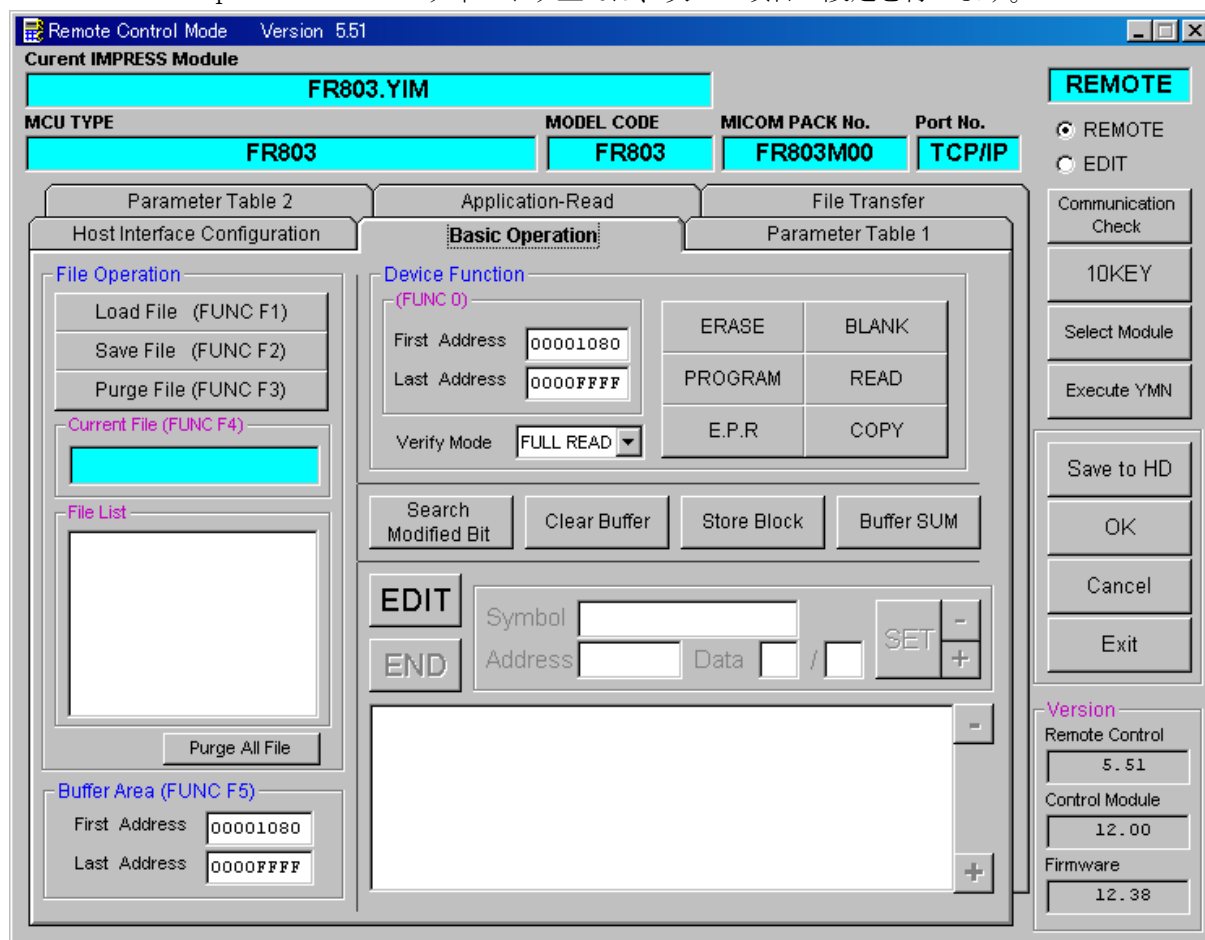 Remote Control Mode Version 5.51
Curent IMPRESS Module
FR803.YIM
MCU TYPE
MODEL CODE
MICOM PACK No.
Port No.
FR803
FR803
FR803M00
TCP/IP
REMOTE
REMOTE
EDIT
Parameter Table 2
Application-Read
File Transfer
Host Interface Configuration
Basic Operation
Parameter Table 1
File Operation
Load File (FUNC F1)
Save File (FUNC F2)
Purge File (FUNC F3)
Current File (FUNC F4)
File List
Purge All File
Buffer Area (FUNC F5)
First Address 00001080
Last Address 0000FFFF
Device Function
(FUNC 0)
First Address 00001080
Last Address 0000FFFF
Verify Mode FULL READ
ERASE
BLANK
PROGRAM
READ
E.P.R
COPY
Search
Modified Bit
Clear Buffer
Store Block
Buffer SUM
EDIT
END
Symbol
Address
Data /
SET
-
+
-
+
Communication
Check
10KEY
Select Module
Execute YMN
Save to HD
OK
Cancel
Exit
Version
Remote Control
5.51
Control Module
12.00
Firmware
12.38